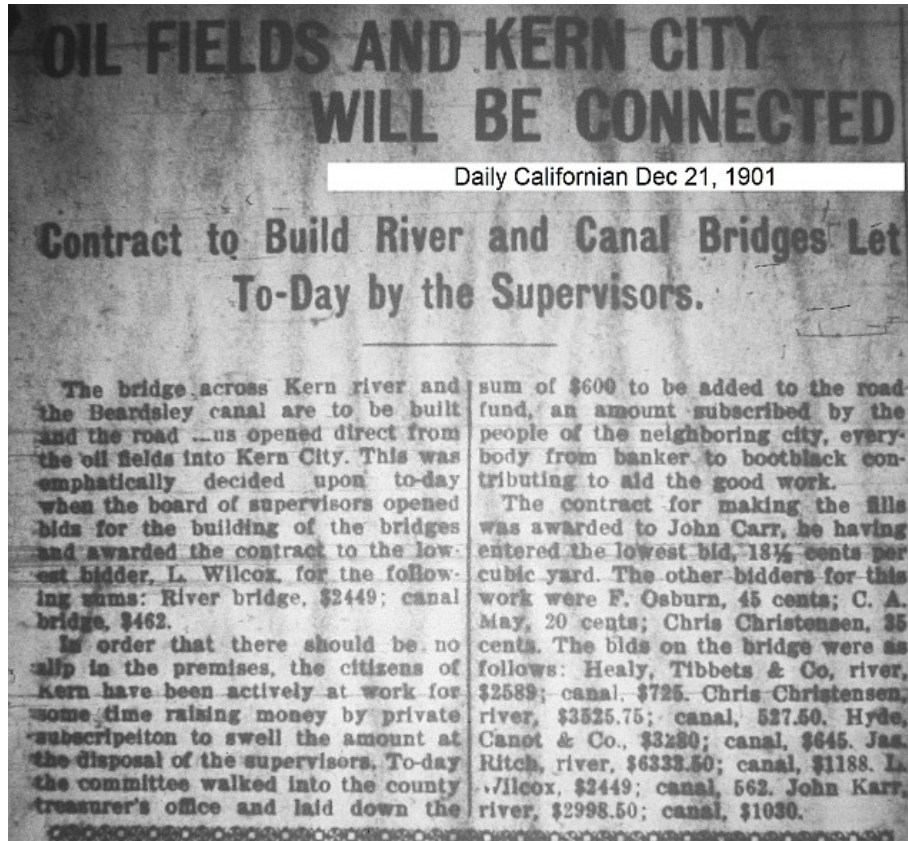 OIL FIELDS AND KERN CITY
WILL BE CONNECTED
Daily Californian Dec 21, 1901
Contract to Build River and Canal Bridges Let
To-Day by the Supervisors.
The bridge across Kern river and
the Beardsley canal are to be built
and the road ...us opened direct from
the oil fields into Kern City. This was
emphatically decided upon to-day
when the board of supervisors opened
bids for the building of the bridges
and awarded the contract to the low-
est bidder, L. Wilcox, for the follow-
ing sums: River bridge, $2449; canal
bridge, $462.
In order that there should be no
slip in the premises, the citizens of
Kern have been actively at work for
some time raising money by private
subscripeiton to swell the amount at
the disposal of the supervisors. To-day
the committee walked into the county
treasurer's office and laid down the
sum of $600 to be added to the road
fund, an amount subscribed by the
people of the neighboring city, every-
body from banker to bootblack con-
tributing to aid the good work.
The contract for making the fills
was awarded to John Carr, he having
entered the lowest bid, 18½ cents per
cubic yard. The other bidders for this
work were F. Osburn, 45 cents; C. A.
May, 20 cents; Chris Christensen, 35
cents. The bids on the bridge were as
follows: Healy, Tibbets & Co, river,
$2589; canal, $725. Chris Christensen,
river, $3525.75; canal, 527.50. Hyde,
Canot & Co., $3280; canal, $645. Jas.
Ritch, river, $6333.50; canal, $1188. L.
Wilcox, $2449; canal, 562. John Karr,
river, $2998.50; canal, $1030.